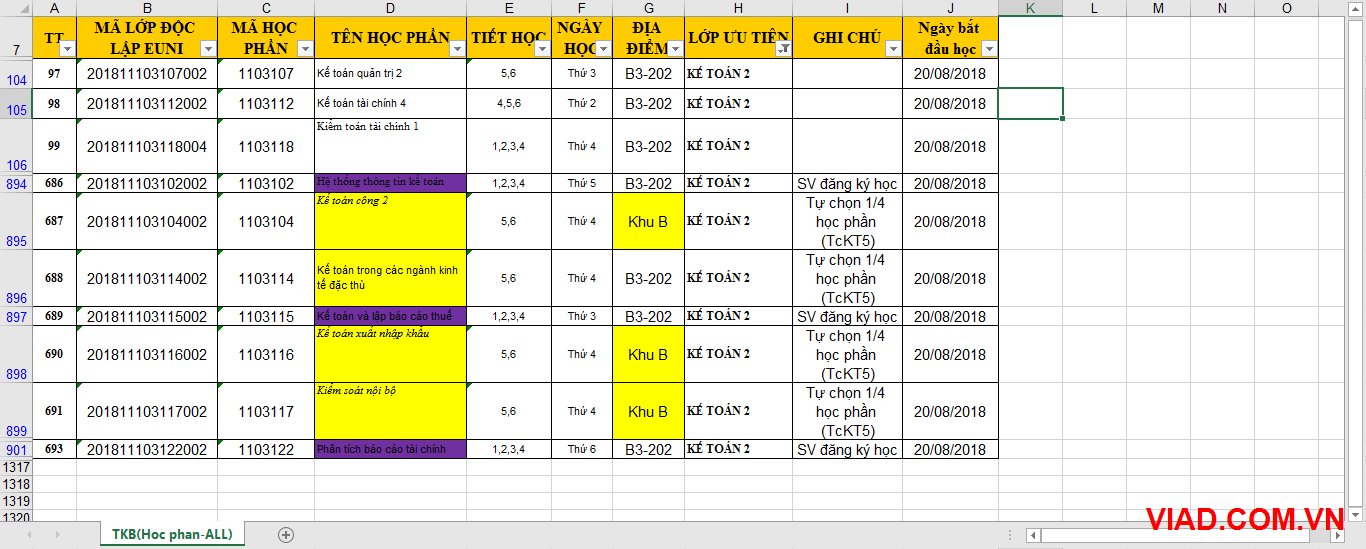 A B C D E F G H I J K L M N O
7 TT MÃ LỚP ĐỘC LẬP EUNI MÃ HỌC PHẦN TÊN HỌC PHẦN TIẾT HỌC NGÀY HỌC ĐỊA ĐIỂM LỚP ƯU TIÊN GHI CHÚ Ngày bắt đầu học
104 97 201811103107002 1103107 Kế toán quản trị 2 5,6 Thứ 3 B3-202 KẾ TOÁN 2 20/08/2018
105 98 201811103112002 1103112 Kế toán tài chính 4 4,5,6 Thứ 2 B3-202 KẾ TOÁN 2 20/08/2018
106 99 201811103118004 1103118 Kiểm toán tài chính 1 1,2,3,4 Thứ 4 B3-202 KẾ TOÁN 2 20/08/2018
894 686 201811103102002 1103102 Hệ thống thông tin kế toán 1,2,3,4 Thứ 5 B3-202 KẾ TOÁN 2 SV đăng ký học 20/08/2018
895 687 201811103104002 1103104 Kế toán công 2 5,6 Thứ 4 Khu B KẾ TOÁN 2 Tự chọn 1/4 học phần (TcKT5) 20/08/2018
896 688 201811103114002 1103114 Kế toán trong các ngành kinh tế đặc thù 5,6 Thứ 4 B3-202 KẾ TOÁN 2 Tự chọn 1/4 học phần (TcKT5) 20/08/2018
897 689 201811103115002 1103115 Kế toán và lập báo cáo thuế 1,2,3,4 Thứ 3 B3-202 KẾ TOÁN 2 SV đăng ký học 20/08/2018
898 690 201811103116002 1103116 Kế toán xuất nhập khẩu 5,6 Thứ 4 Khu B KẾ TOÁN 2 Tự chọn 1/4 học phần (TcKT5) 20/08/2018
899 691 201811103117002 1103117 Kiểm soát nội bộ 5,6 Thứ 4 Khu B KẾ TOÁN 2 Tự chọn 1/4 học phần (TcKT5) 20/08/2018
901 693 201811103122002 1103122 Phân tích báo cáo tài chính 1,2,3,4 Thứ 6 B3-202 KẾ TOÁN 2 SV đăng ký học 20/08/2018
1317
1318
1319
1320
VIAD.COM.VN
TKB(Hoc phan-ALL)